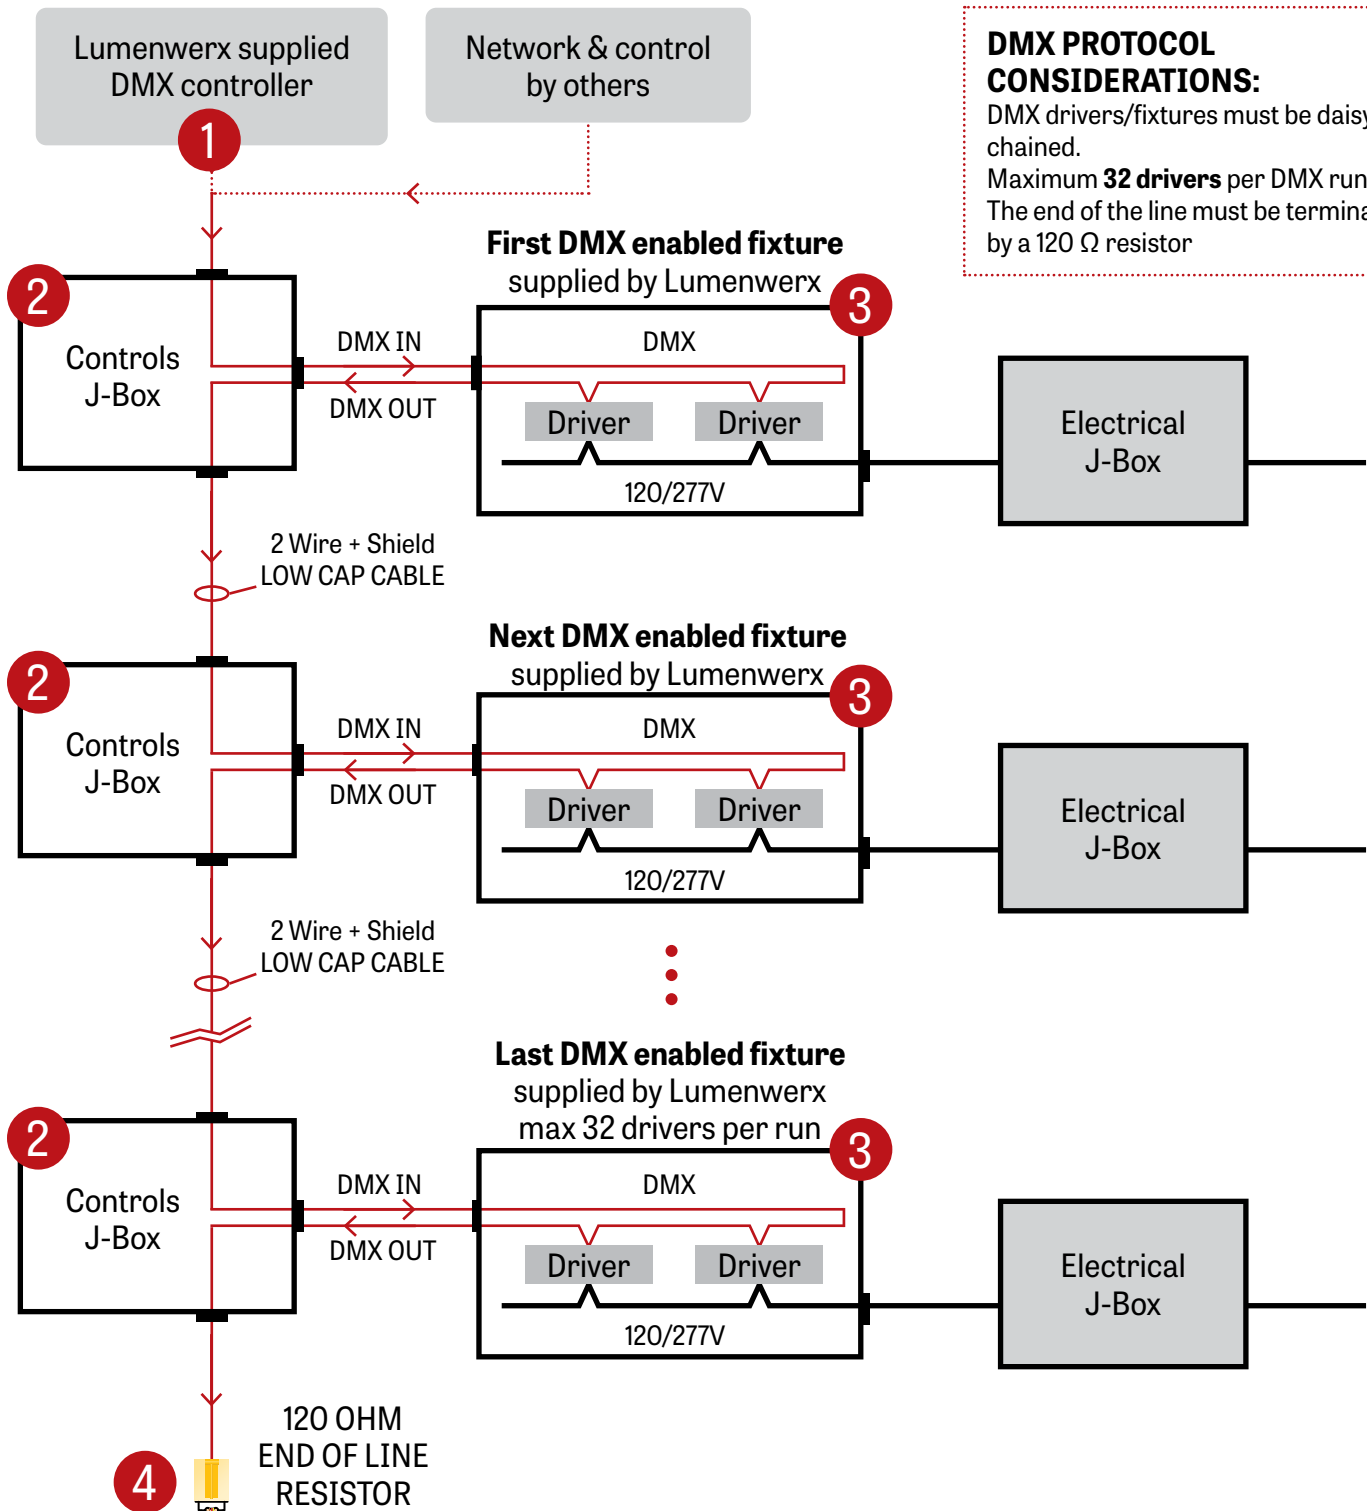 Lumenwerx supplied
DMX controller
1
Network & control
by others
DMX PROTOCOL
CONSIDERATIONS:
DMX drivers/fixtures must be daisy
chained.
Maximum 32 drivers per DMX run
The end of the line must be termina
by a 120 Ω resistor
First DMX enabled fixture
supplied by Lumenwerx
2
Controls
J-Box
DMX IN
DMX OUT
3
DMX
Driver
Driver
120/277V
Electrical
J-Box
2 Wire + Shield
LOW CAP CABLE
Next DMX enabled fixture
supplied by Lumenwerx
2
Controls
J-Box
DMX IN
DMX OUT
3
DMX
Driver
Driver
120/277V
Electrical
J-Box
2 Wire + Shield
LOW CAP CABLE
Last DMX enabled fixture
supplied by Lumenwerx
max 32 drivers per run
2
Controls
J-Box
DMX IN
DMX OUT
3
DMX
Driver
Driver
120/277V
Electrical
J-Box
4
120 OHM
END OF LINE
RESISTOR